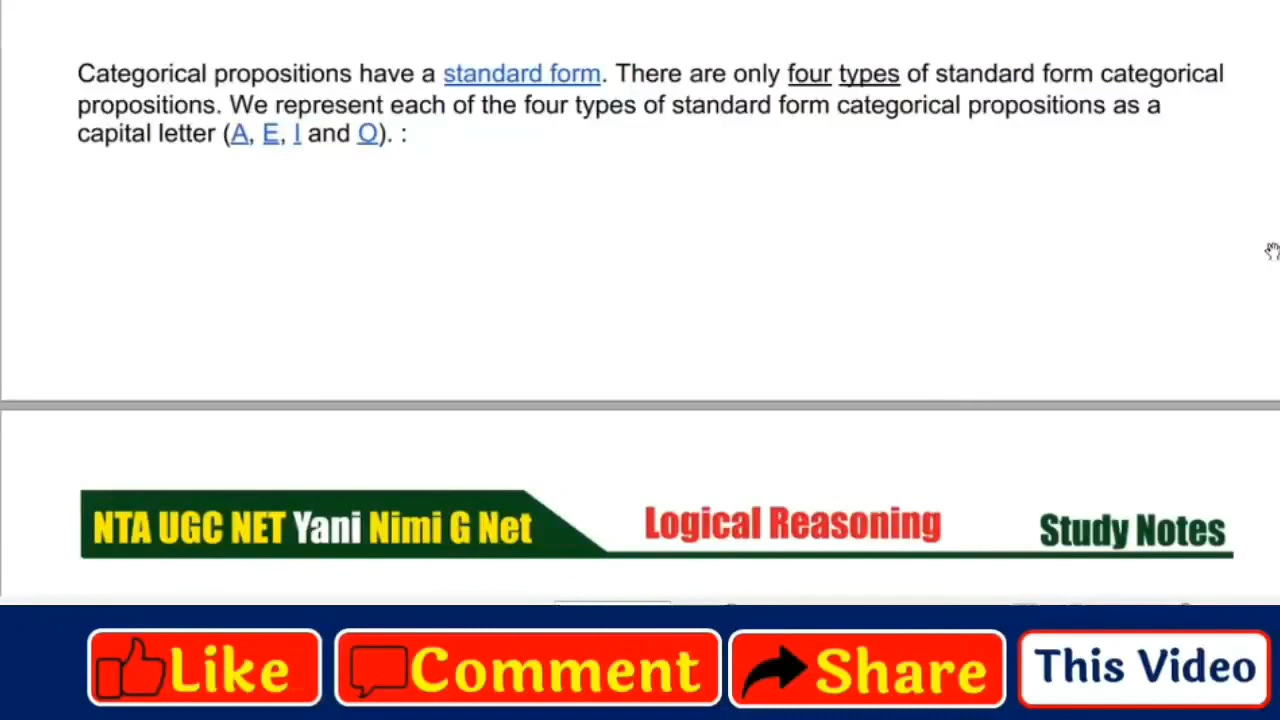 Categorical propositions have a standard form. There are only four types of standard form categorical
propositions. We represent each of the four types of standard form categorical propositions as a
capital letter (A, E, I and O). :
NTA UGC NET Yani Nimi G Net
Logical Reasoning
Study Notes
Like
Comment
Share
This Video